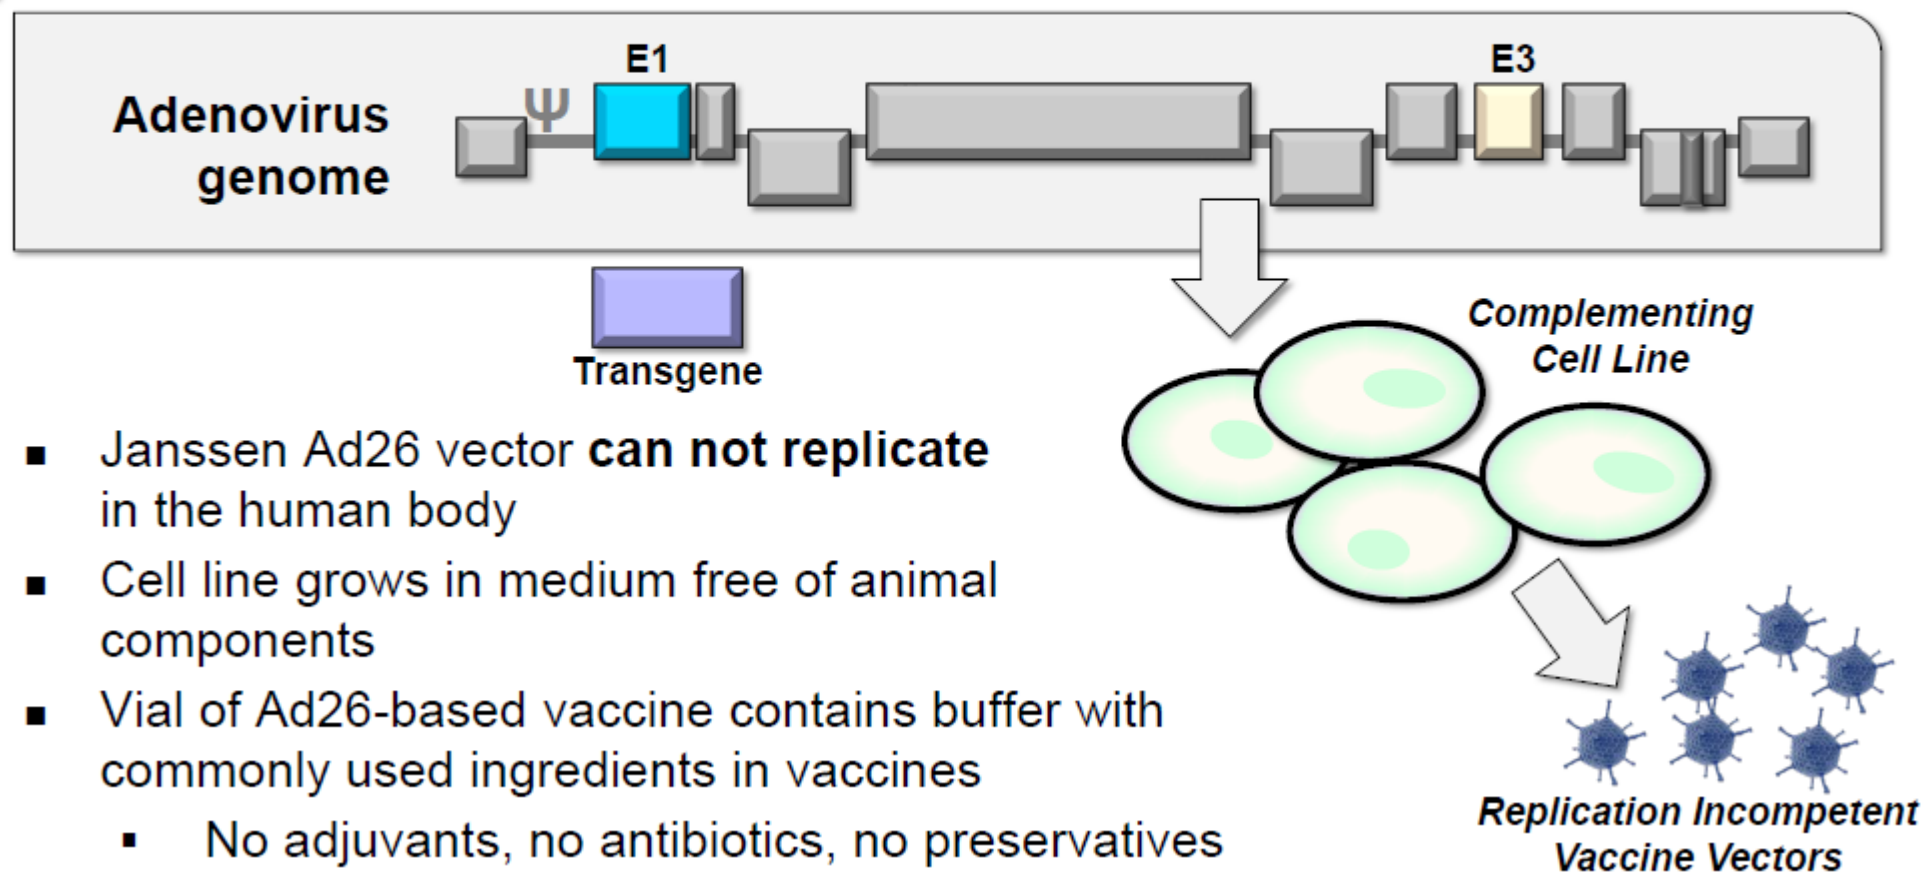 E1
E3
Ψ
Adenovirus
genome
Transgene
Complementing
Cell Line
▪ Janssen Ad26 vector can not replicate
in the human body
▪ Cell line grows in medium free of animal
components
▪ Vial of Ad26-based vaccine contains buffer with
commonly used ingredients in vaccines
▪ No adjuvants, no antibiotics, no preservatives
Replication Incompetent
Vaccine Vectors